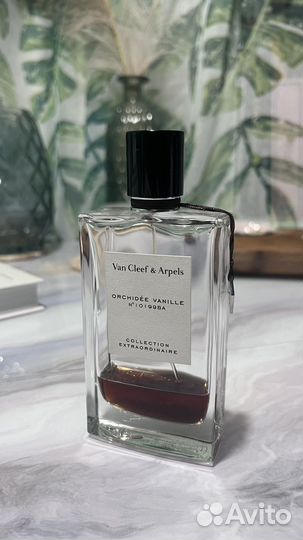 Van Cleef & Arpels
ORCHIDÉE VANILLE
N°101998A
COLLECTION
EXTRAORDINAIRE
Avito